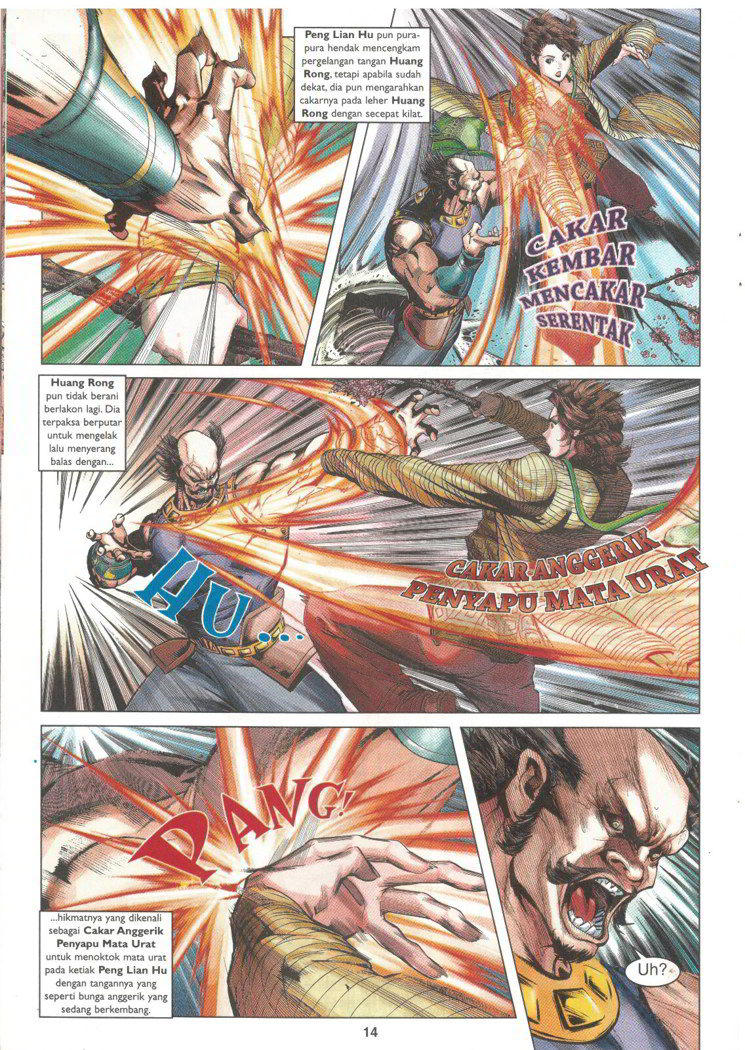 Peng Lian Hu pun pura-
pura hendak mencengkam
pergelangan tangan Huang
Rong, tetapi apabila sudah
dekat, dia pun mengarahkan
cakarnya pada leher Huang
Rong dengan secepat kilat.
CAKAR
KEMBAR
MENCAKAR
SERENTAK
Huang Rong
pun tidak berani
berlakon lagi. Dia
terpaksa berputar
untuk mengelak
lalu menyerang
balas dengan...
CAKAR ANGGERIK
PENYAPU MATA URAT
HU...
PANG!
...hikmatnya yang dikenali
sebagai Cakar Anggerik
Penyapu Mata Urat
untuk menoktok mata urat
pada ketiak Peng Lian Hu
dengan tangannya yang
seperti bunga anggerik yang
sedang berkembang.
Uh?
14